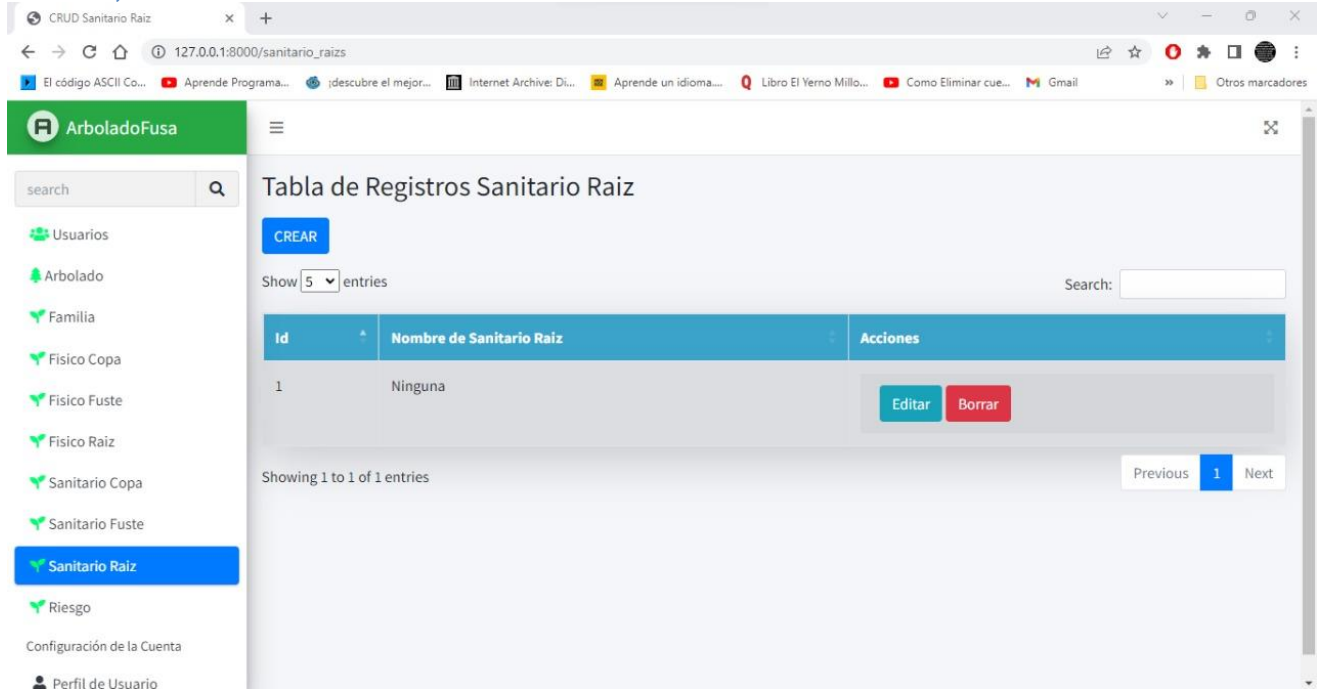 CRUD Sanitario Raiz
127.0.0.1:8000/sanitario_raizs
El código ASCII Co... Aprende Programa... ¡descubre el mejor... Internet Archive: Di... Aprende un idioma.... Libro El Yerno Millo... Como Eliminar cue... Gmail » Otros marcadores
ArboladoFusa
search
Usuarios
Arbolado
Familia
Fisico Copa
Fisico Fuste
Fisico Raiz
Sanitario Copa
Sanitario Fuste
Sanitario Raiz
Riesgo
Configuración de la Cuenta
Perfil de Usuario
Tabla de Registros Sanitario Raiz
CREAR
Show 5 entries Search:
Id Nombre de Sanitario Raiz Acciones
1 Ninguna Editar Borrar
Showing 1 to 1 of 1 entries Previous 1 Next